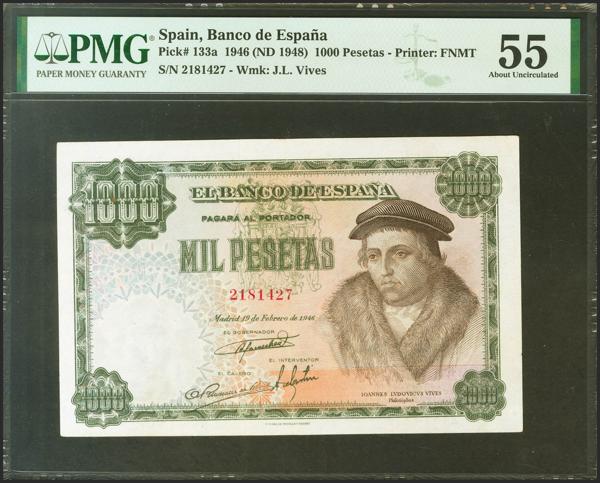 PMG
PAPER MONEY GUARANTY
Spain, Banco de España
Pick# 133a 1946 (ND 1948) 1000 Pesetas - Printer: FNMT
S/N 2181427 - Wmk: J.L. Vives
55
About Uncirculated
1000
1000
EL BANCO DE ESPAÑA
PAGARÁ AL PORTADOR
MIL PESETAS
2181427
Madrid 19 de Febrero de 1946
EL GOBERNADOR
EL INTERVENTOR
EL CAJERO
IOANNES LVDOVICVS VIVES
Philosophus
1000
1000